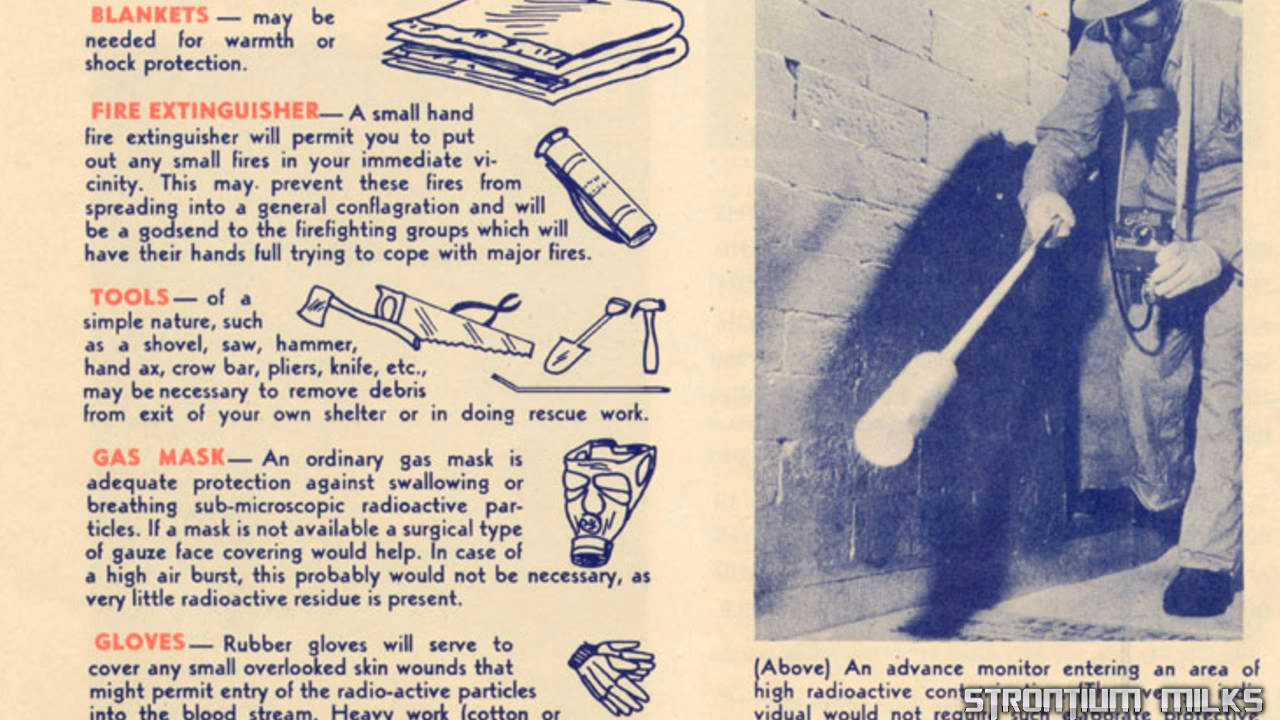 BLANKETS — may be
needed for warmth or
shock protection.
FIRE EXTINGUISHER— A small hand
fire extinguisher will permit you to put
out any small fires in your immediate vi-
cinity. This may prevent these fires from
spreading into a general conflagration and will
be a godsend to the firefighting groups which will
have their hands full trying to cope with major fires.
TOOLS — of a
simple nature, such
as a shovel, saw, hammer,
hand ax, crow bar, pliers, knife, etc.,
may be necessary to remove debris
from exit of your own shelter or in doing rescue work.
GAS MASK— An ordinary gas mask is
adequate protection against swallowing or
breathing sub-microscopic radioactive par-
ticles. If a mask is not available a surgical type
of gauze face covering would help. In case of
a high air burst, this probably would not be necessary, as
very little radioactive residue is present.
GLOVES— Rubber gloves will serve to
cover any small overlooked skin wounds that
might permit entry of the radio-active particles
into the blood stream. Heavy work (cotton or
(Above) An advance monitor entering an area of
high radioactive
vidual would not require such
STRONTIUM MILKS